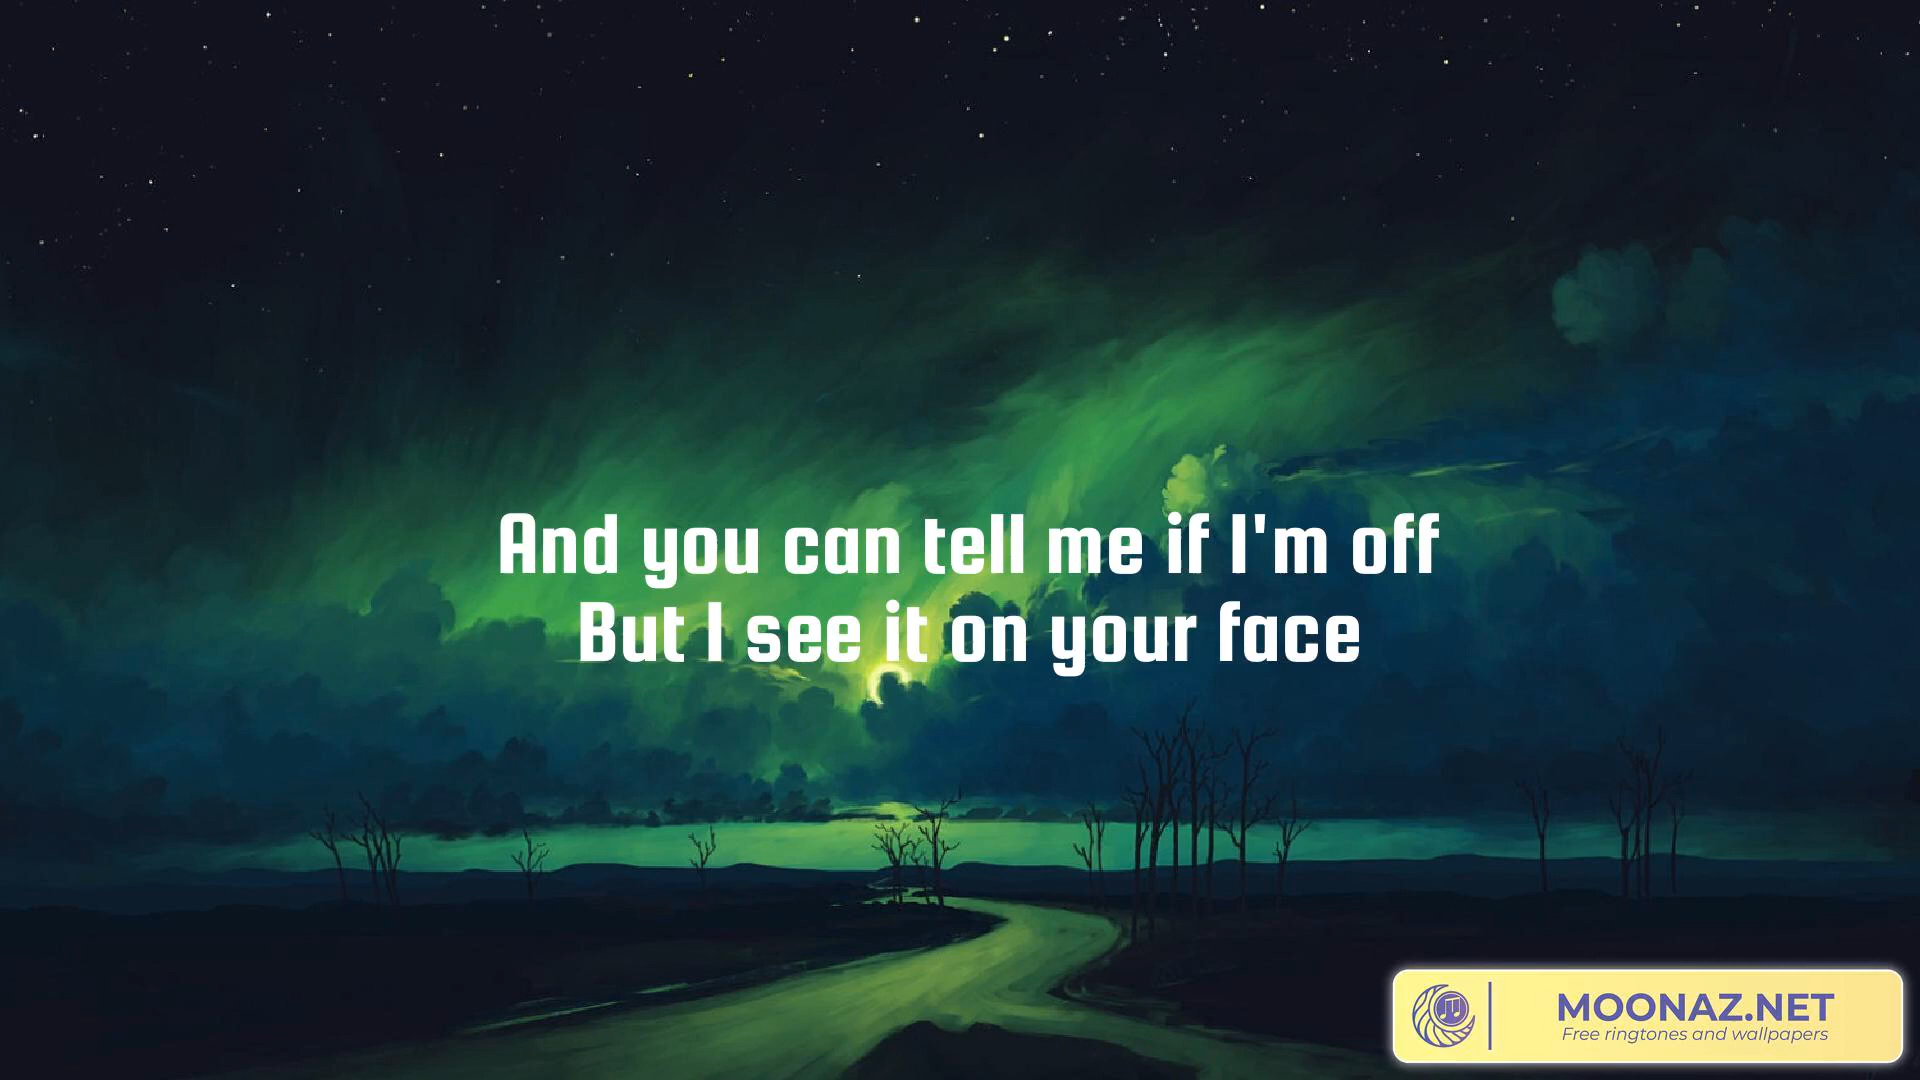 And you can tell me if I'm off
But I see it on your face
MOONAZ.NET
Free ringtones and wallpapers